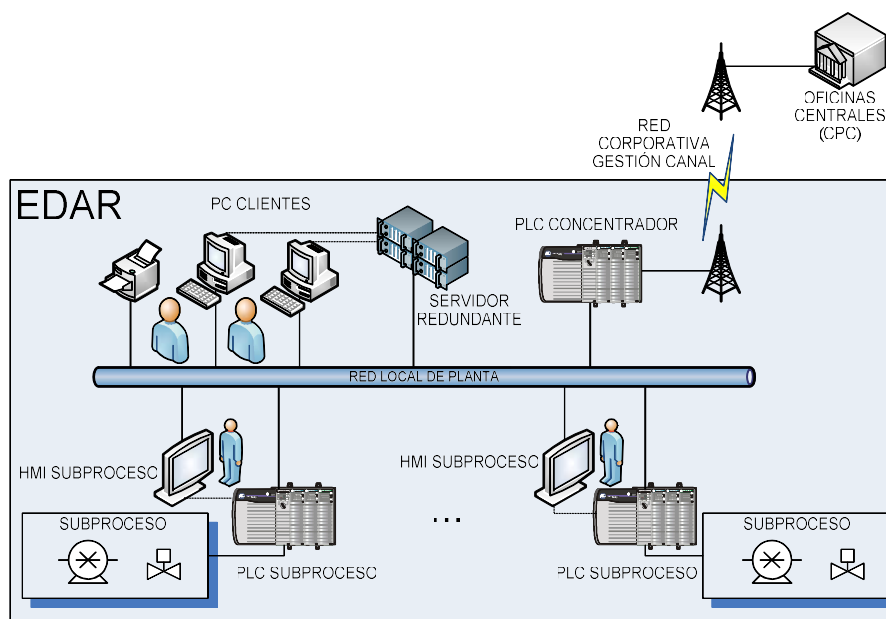 OFICINAS
CENTRALES
(CPC)
RED
CORPORATIVA
GESTIÓN CANAL
EDAR
PC CLIENTES
PLC CONCENTRADOR
SERVIDOR
REDUNDANTE
RED LOCAL DE PLANTA
HMI SUBPROCESC
HMI SUBPROCESC
SUBPROCESO
...
SUBPROCESO
PLC SUBPROCESC
PLC SUBPROCESO